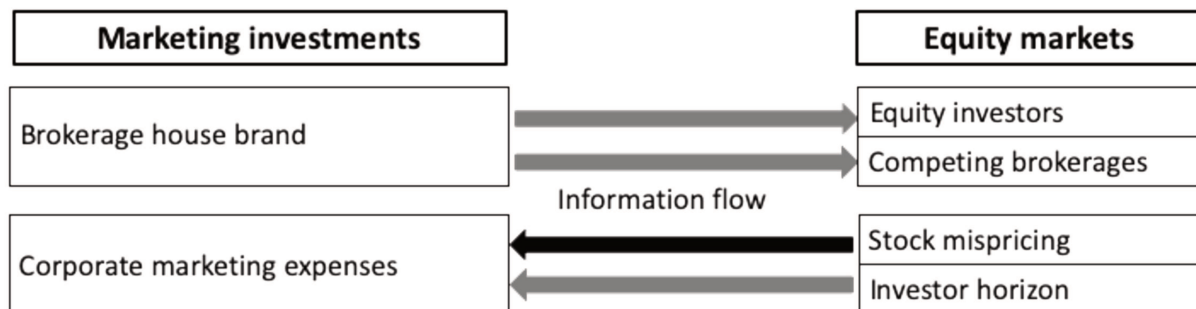 Marketing investments
Equity markets
Brokerage house brand
Equity investors
Competing brokerages
Information flow
Corporate marketing expenses
Stock mispricing
Investor horizon